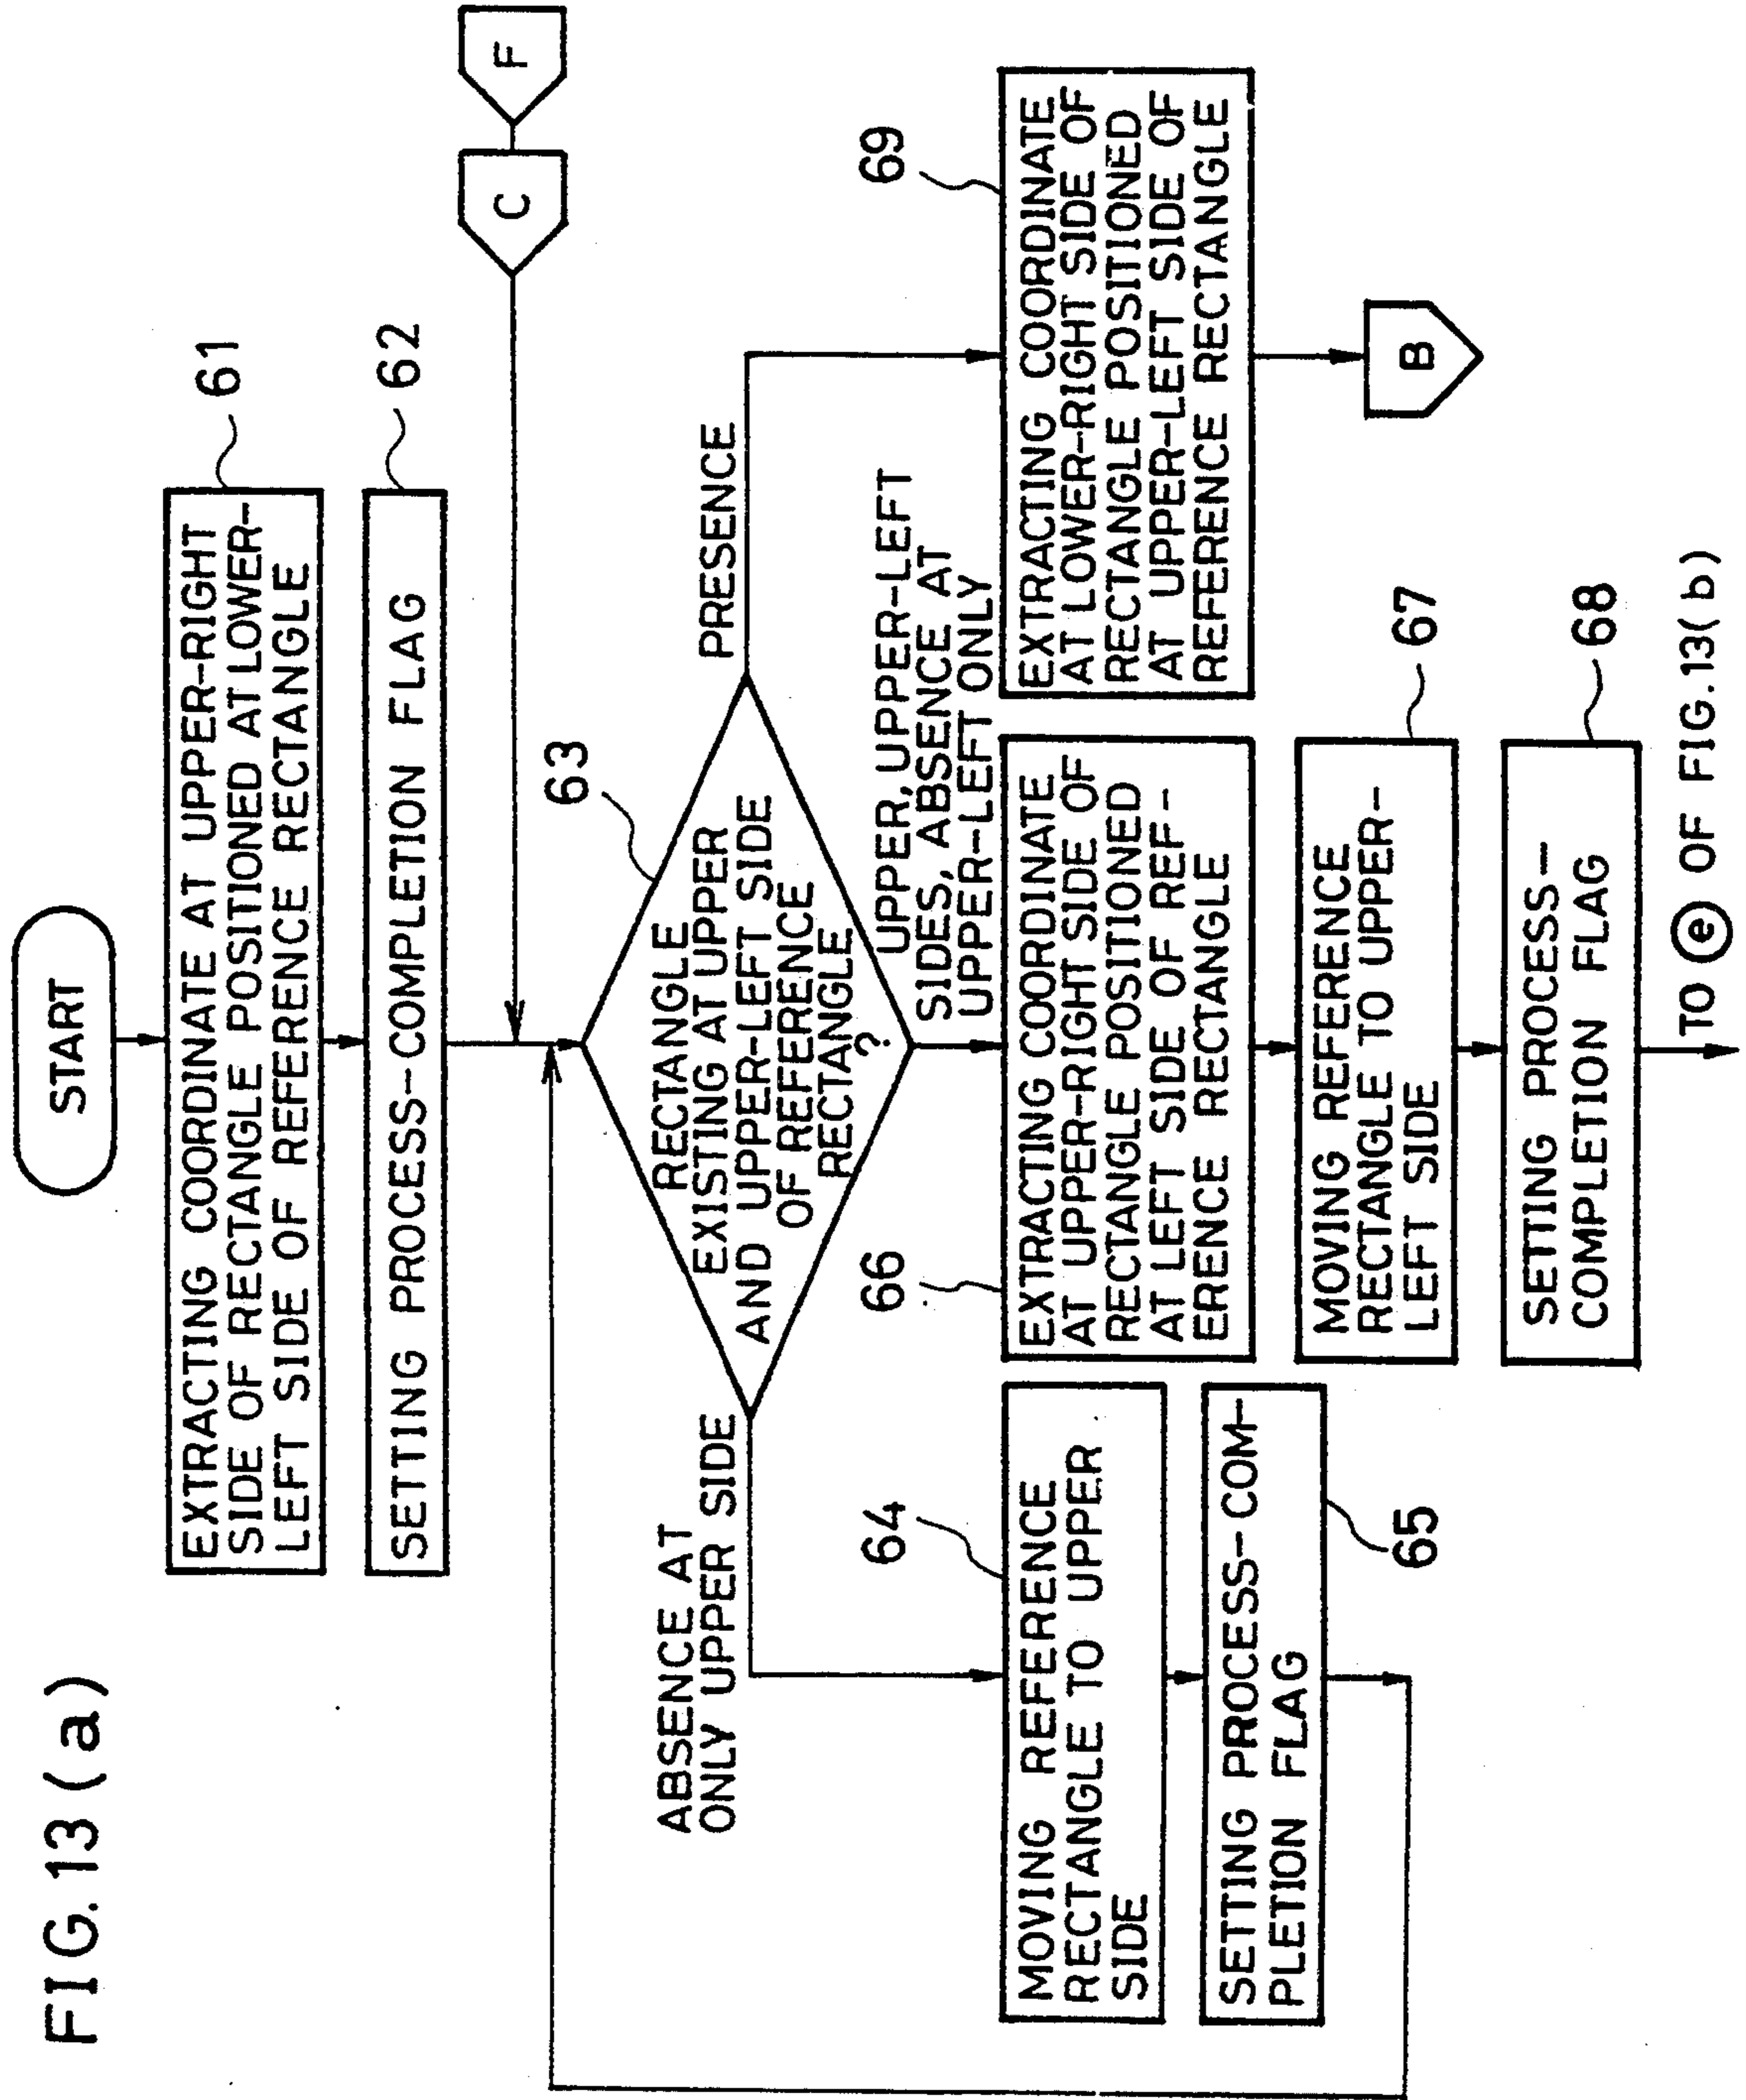 FIG.13 (a)
START
EXTRACTING COORDINATE AT UPPER-RIGHT
SIDE OF RECTANGLE POSITIONED AT LOWER-
LEFT SIDE OF REFERENCE RECTANGLE
61
SETTING PROCESS-COMPLETION FLAG
62
C
F
63
RECTANGLE
EXISTING AT UPPER
AND UPPER-LEFT SIDE
OF REFERENCE
RECTANGLE
?
ABSENCE AT
ONLY UPPER SIDE
PRESENCE
UPPER, UPPER-LEFT
SIDES, ABSENCE AT
UPPER-LEFT ONLY
64
MOVING REFERENCE
RECTANGLE TO UPPER
SIDE
SETTING PROCESS-COM-
PLETION FLAG
65
66
EXTRACTING COORDINATE
AT UPPER-RIGHT SIDE OF
RECTANGLE POSITIONED
AT LEFT SIDE OF REF-
ERENCE RECTANGLE
MOVING REFERENCE
RECTANGLE TO UPPER-
LEFT SIDE
67
SETTING PROCESS-
COMPLETION FLAG
68
TO e OF FIG.13(b)
69
EXTRACTING COORDINATE
AT LOWER-RIGHT SIDE OF
RECTANGLE POSITIONED
AT UPPER-LEFT SIDE OF
REFERENCE RECTANGLE
B